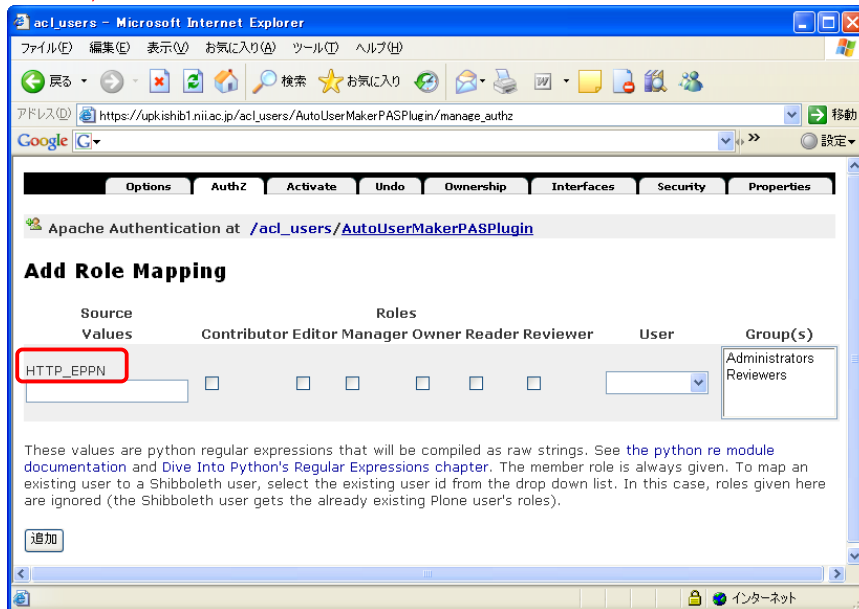 acl_users - Microsoft Internet Explorer
ファイル(F) 編集(E) 表示(V) お気に入り(A) ツール(T) ヘルプ(H)
戻る 検索 お気に入り
アドレス(D) https://upkishib1.nii.ac.jp/acl_users/AutoUserMakerPASPlugin/manage_authz 移動
Google G 設定
Options AuthZ Activate Undo Ownership Interfaces Security Properties
Apache Authentication at /acl_users/AutoUserMakerPASPlugin
Add Role Mapping
Source Roles
Values Contributor Editor Manager Owner Reader Reviewer User Group(s)
HTTP_EPPN
Administrators
Reviewers
These values are python regular expressions that will be compiled as raw strings. See the python re module
documentation and Dive Into Python's Regular Expressions chapter. The member role is always given. To map an
existing user to a Shibboleth user, select the existing user id from the drop down list. In this case, roles given here
are ignored (the Shibboleth user gets the already existing Plone user's roles).
追加
インターネット